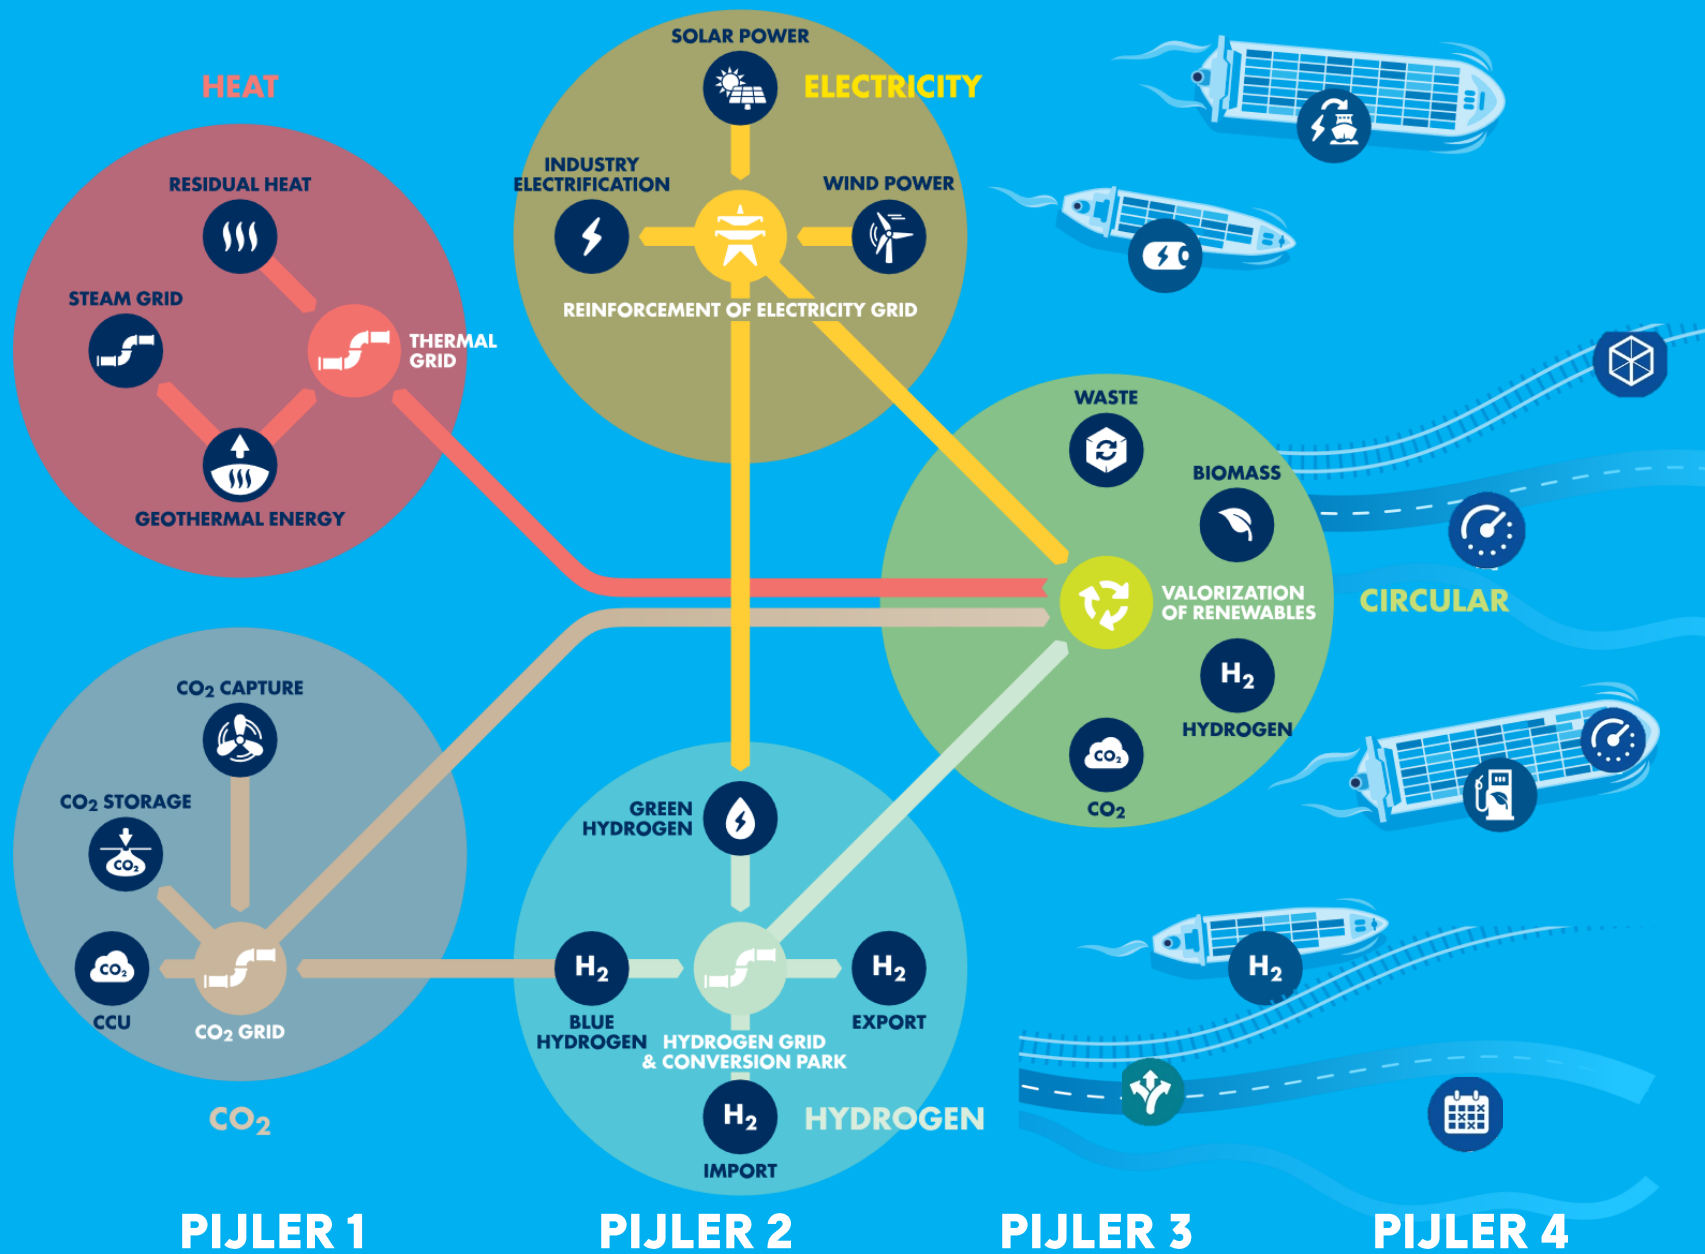 HEAT
RESIDUAL HEAT
STEAM GRID
THERMAL
GRID
GEOTHERMAL ENERGY
SOLAR POWER
ELECTRICITY
INDUSTRY
ELECTRIFICATION
WIND POWER
REINFORCEMENT OF ELECTRICITY GRID
WASTE
BIOMASS
VALORIZATION
OF RENEWABLES
CIRCULAR
H2
HYDROGEN
CO2
CO2
CO2 CAPTURE
CO2 STORAGE
CO2
CO2
CCU
CO2 GRID
CO2
GREEN
HYDROGEN
H2
BLUE
HYDROGEN
HYDROGEN GRID
& CONVERSION PARK
H2
EXPORT
H2
IMPORT
HYDROGEN
H2
PIJLER 1
PIJLER 2
PIJLER 3
PIJLER 4